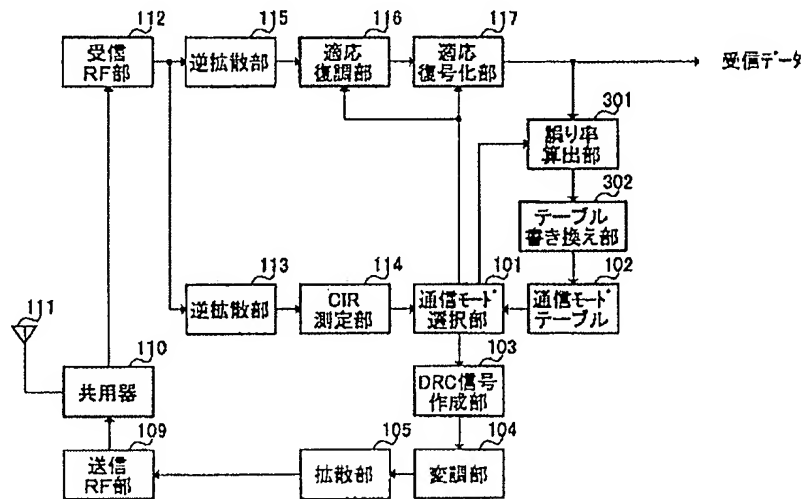 112
受信
RF部
115
逆拡散部
116
適応
復調部
117
適応
復号化部
受信データ
301
誤り率
算出部
302
テーブル
書き換え部
113
逆拡散部
114
CIR
測定部
101
通信モード
選択部
102
通信モード
テーブル
111
110
共用器
103
DRC信号
作成部
109
送信
RF部
105
拡散部
104
変調部